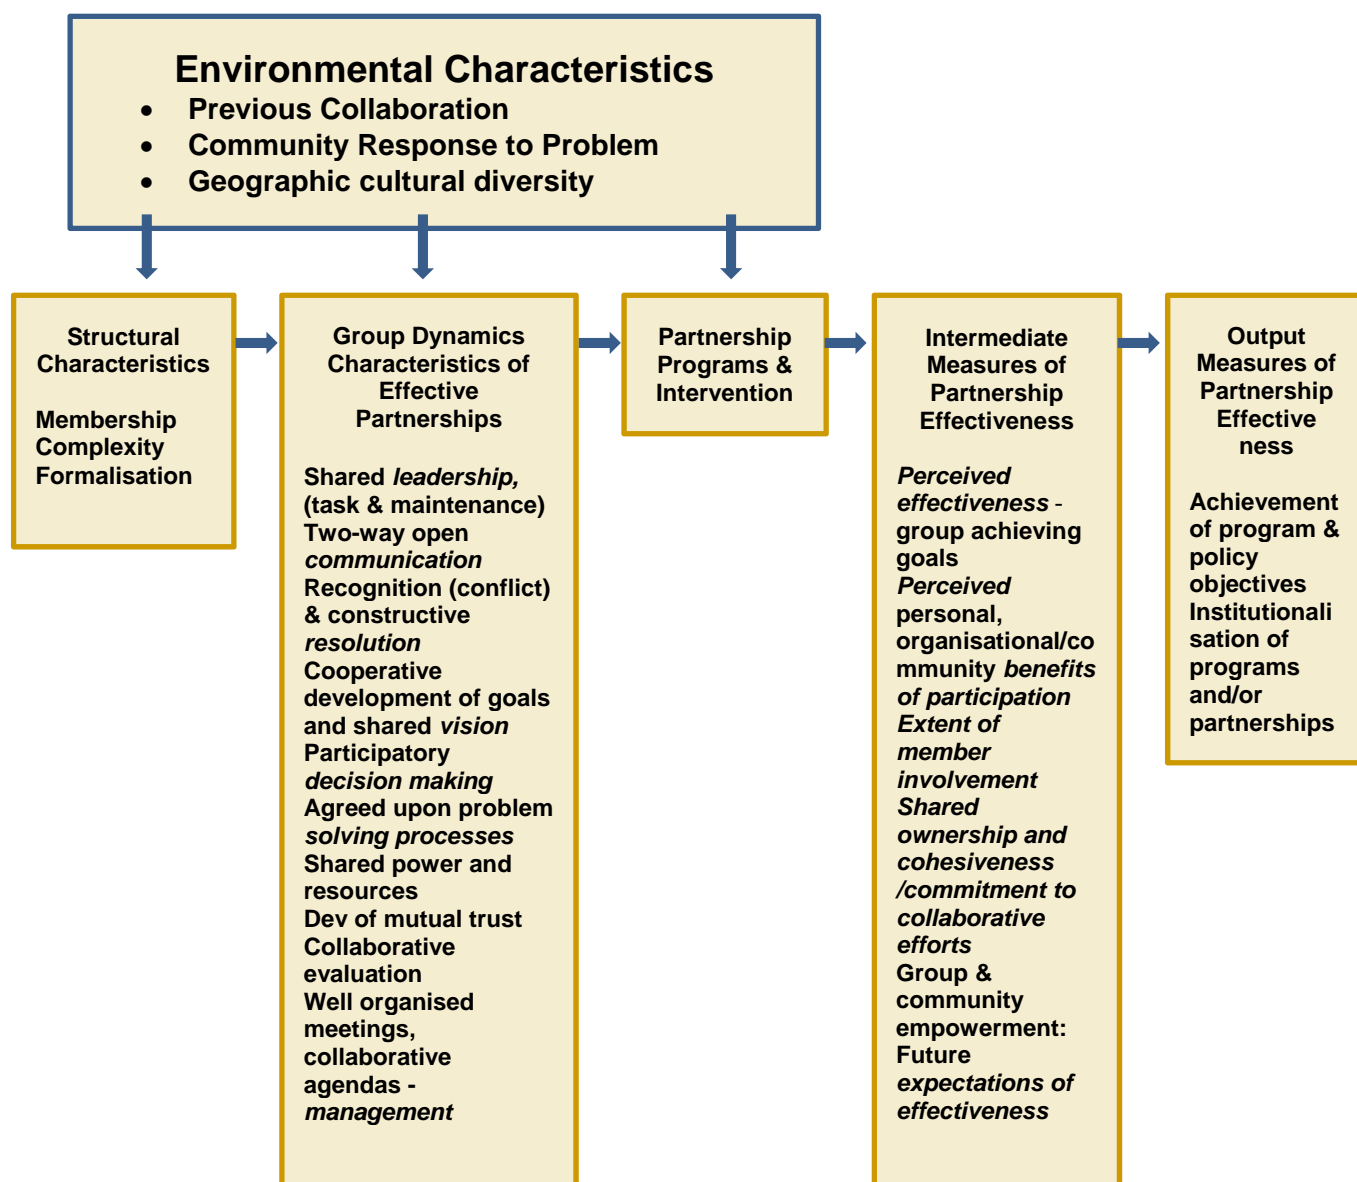 Environmental Characteristics
• Previous Collaboration
• Community Response to Problem
• Geographic cultural diversity
Structural
Characteristics
Membership
Complexity
Formalisation
Group Dynamics
Characteristics of
Effective
Partnerships
Shared leadership,
(task & maintenance)
Two-way open
communication
Recognition (conflict)
& constructive
resolution
Cooperative
development of goals
and shared vision
Participatory
decision making
Agreed upon problem
solving processes
Shared power and
resources
Dev of mutual trust
Collaborative
evaluation
Well organised
meetings,
collaborative
agendas -
management
Partnership
Programs &
Intervention
Intermediate
Measures of
Partnership
Effectiveness
Perceived
effectiveness -
group achieving
goals
Perceived
personal,
organisational/co
mmunity benefits
of participation
Extent of
member
involvement
Shared
ownership and
cohesiveness
/commitment to
collaborative
efforts
Group &
community
empowerment:
Future
expectations of
effectiveness
Output
Measures of
Partnership
Effective
ness
Achievement
of program &
policy
objectives
Institutionali
sation of
programs
and/or
partnerships